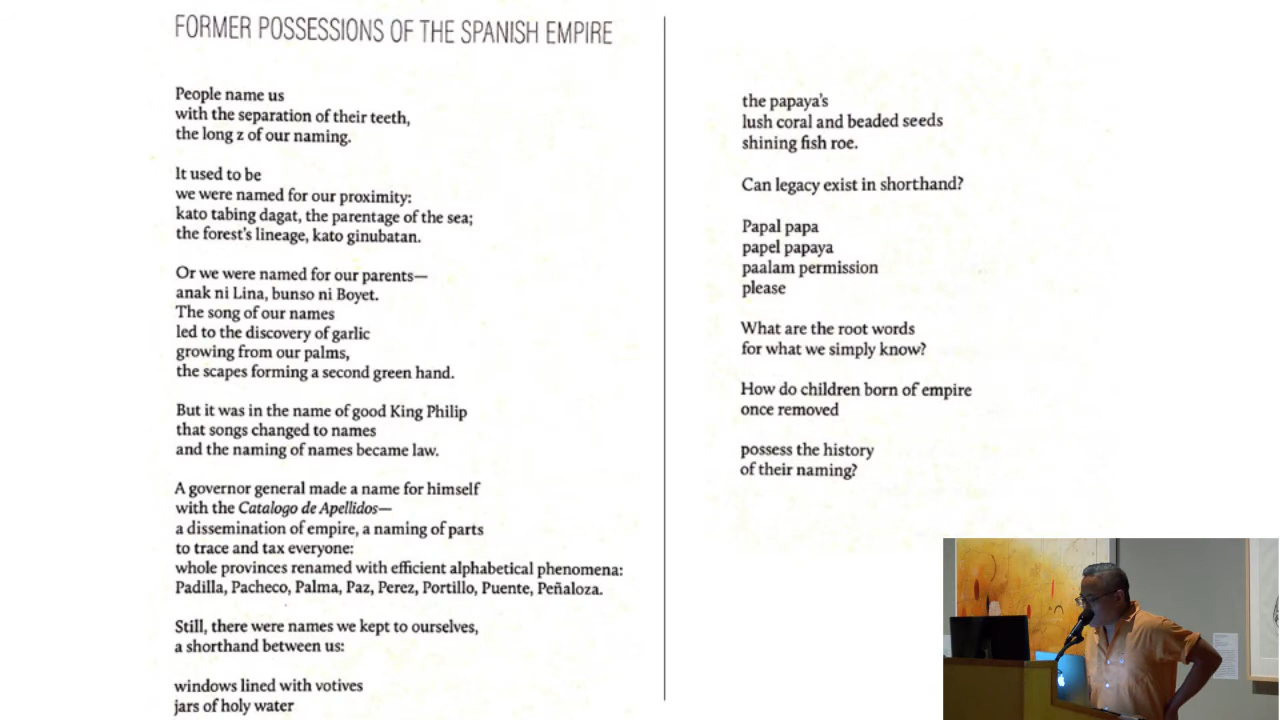 FORMER POSSESSIONS OF THE SPANISH EMPIRE
People name us
with the separation of their teeth,
the long z of our naming.
It used to be
we were named for our proximity:
kato tabing dagat, the parentage of the sea;
the forest's lineage, kato ginubatan.
Or we were named for our parents—
anak ni Lina, bunso ni Boyet.
The song of our names
led to the discovery of garlic
growing from our palms,
the scapes forming a second green hand.
But it was in the name of good King Philip
that songs changed to names
and the naming of names became law.
A governor general made a name for himself
with the Catalogo de Apellidos—
a dissemination of empire, a naming of parts
to trace and tax everyone:
whole provinces renamed with efficient alphabetical phenomena:
Padilla, Pacheco, Palma, Paz, Perez, Portillo, Puente, Peñaloza.
Still, there were names we kept to ourselves,
a shorthand between us:
windows lined with votives
jars of holy water
the papaya's
lush coral and beaded seeds
shining fish roe.
Can legacy exist in shorthand?
Papal papa
papel papaya
paalam permission
please
What are the root words
for what we simply know?
How do children born of empire
once removed
possess the history
of their naming?